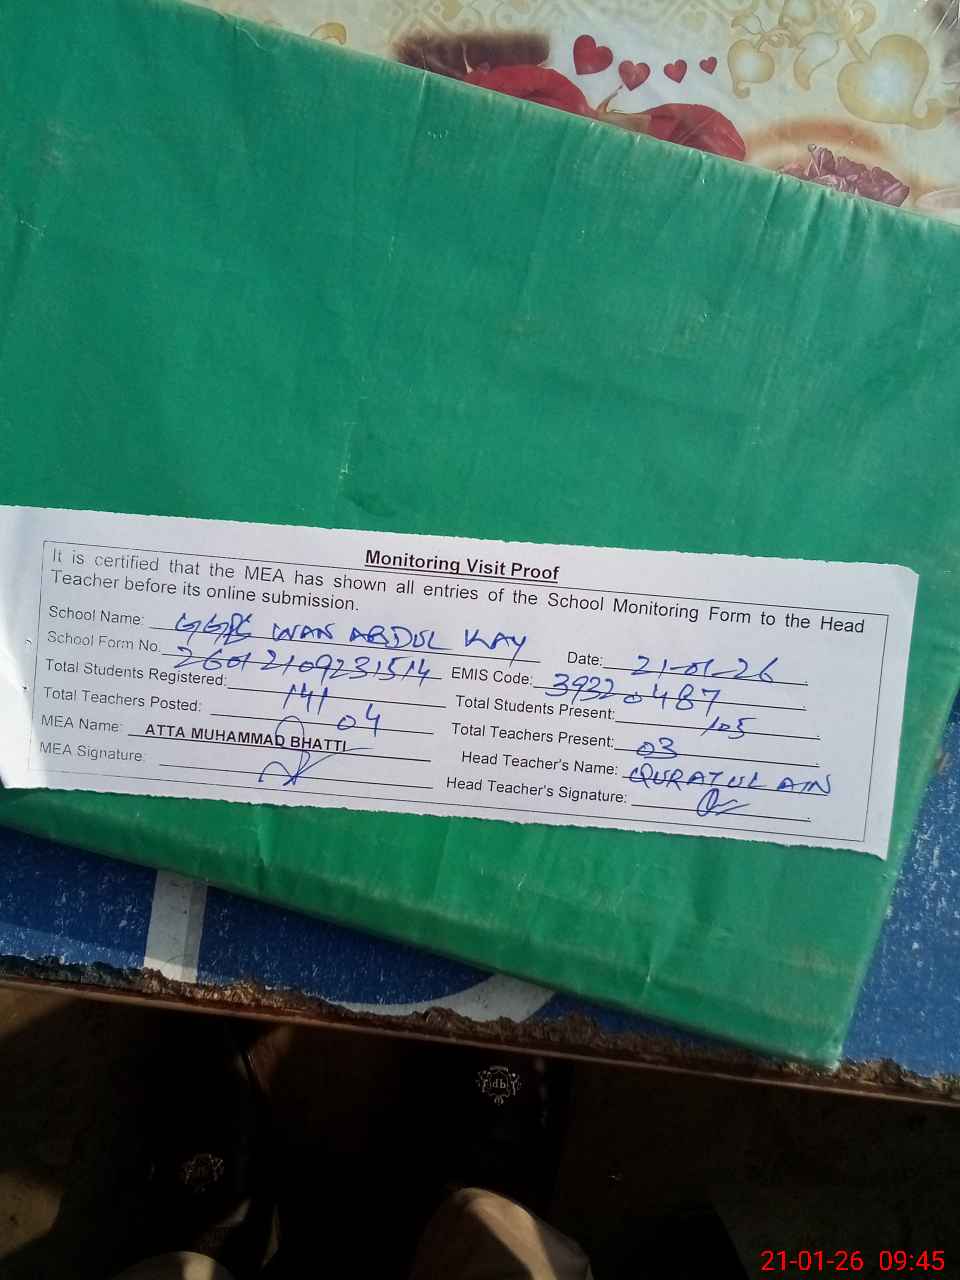 Monitoring Visit Proof
It is certified that the MEA has shown all entries of the School Monitoring Form to the Head
Teacher before its online submission.
School Name: GGPS WAN ABDUL KAY Date: 21-01-26
School Form No. 26012109231514 EMIS Code: 39320487
Total Students Registered: 141 Total Students Present: 105
Total Teachers Posted: 04 Total Teachers Present: 03
MEA Name: ATTA MUHAMMAD BHATTI Head Teacher's Name: QURATUL AIN
MEA Signature: Head Teacher's Signature:
21-01-26 09:45